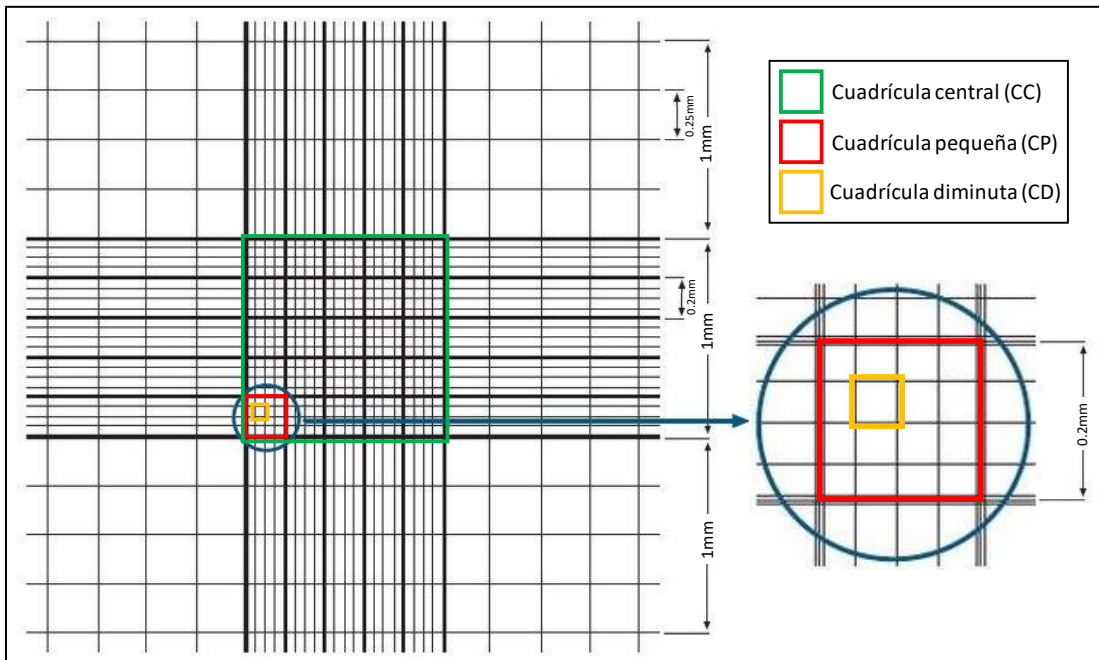 1mm
0.25mm
1mm
0.2mm
1mm
Cuadrícula central (CC)
Cuadrícula pequeña (CP)
Cuadrícula diminuta (CD)
0.2mm